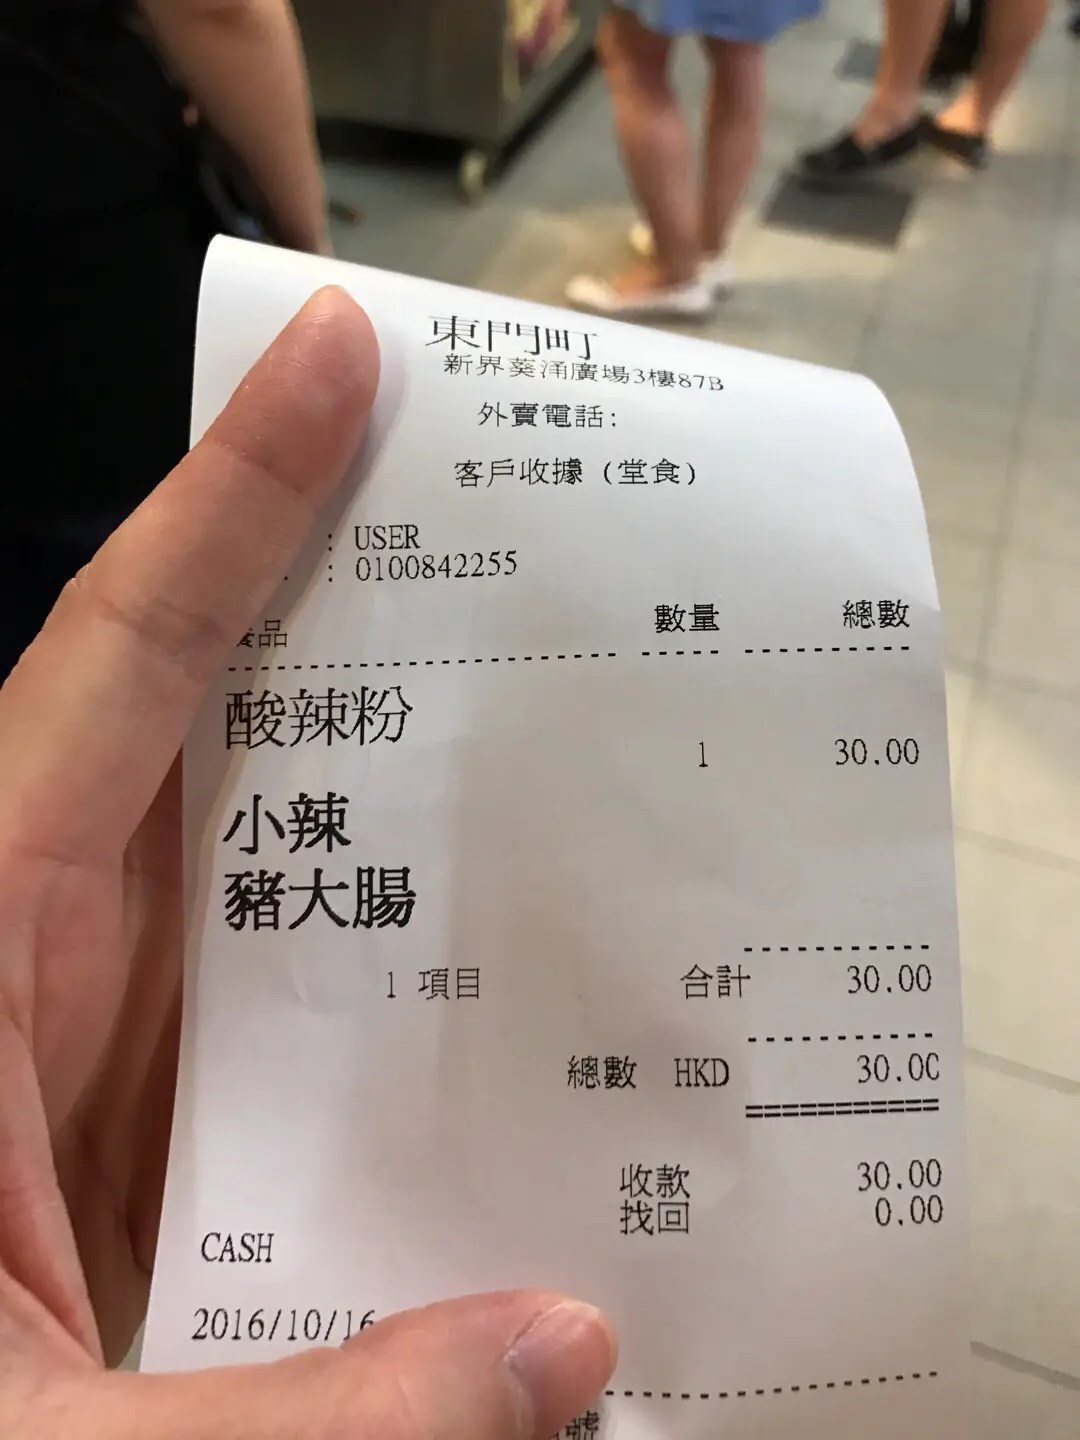 東門町
新界葵涌廣場3樓87B
外賣電話:
客戶收據 (堂食)
: USER
: 0100842255
品 數量 總數
酸辣粉
1 30.00
小辣
豬大腸
1 項目 合計 30.00
總數 HKD 30.00
收款 30.00
找回 0.00
CASH
2016/10/16
號